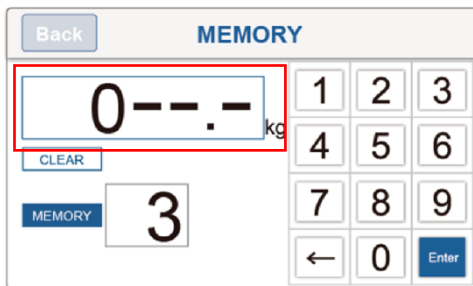 Back
MEMORY
0--.-
kg
CLEAR
MEMORY
3
1 2 3
4 5 6
7 8 9
← 0 Enter